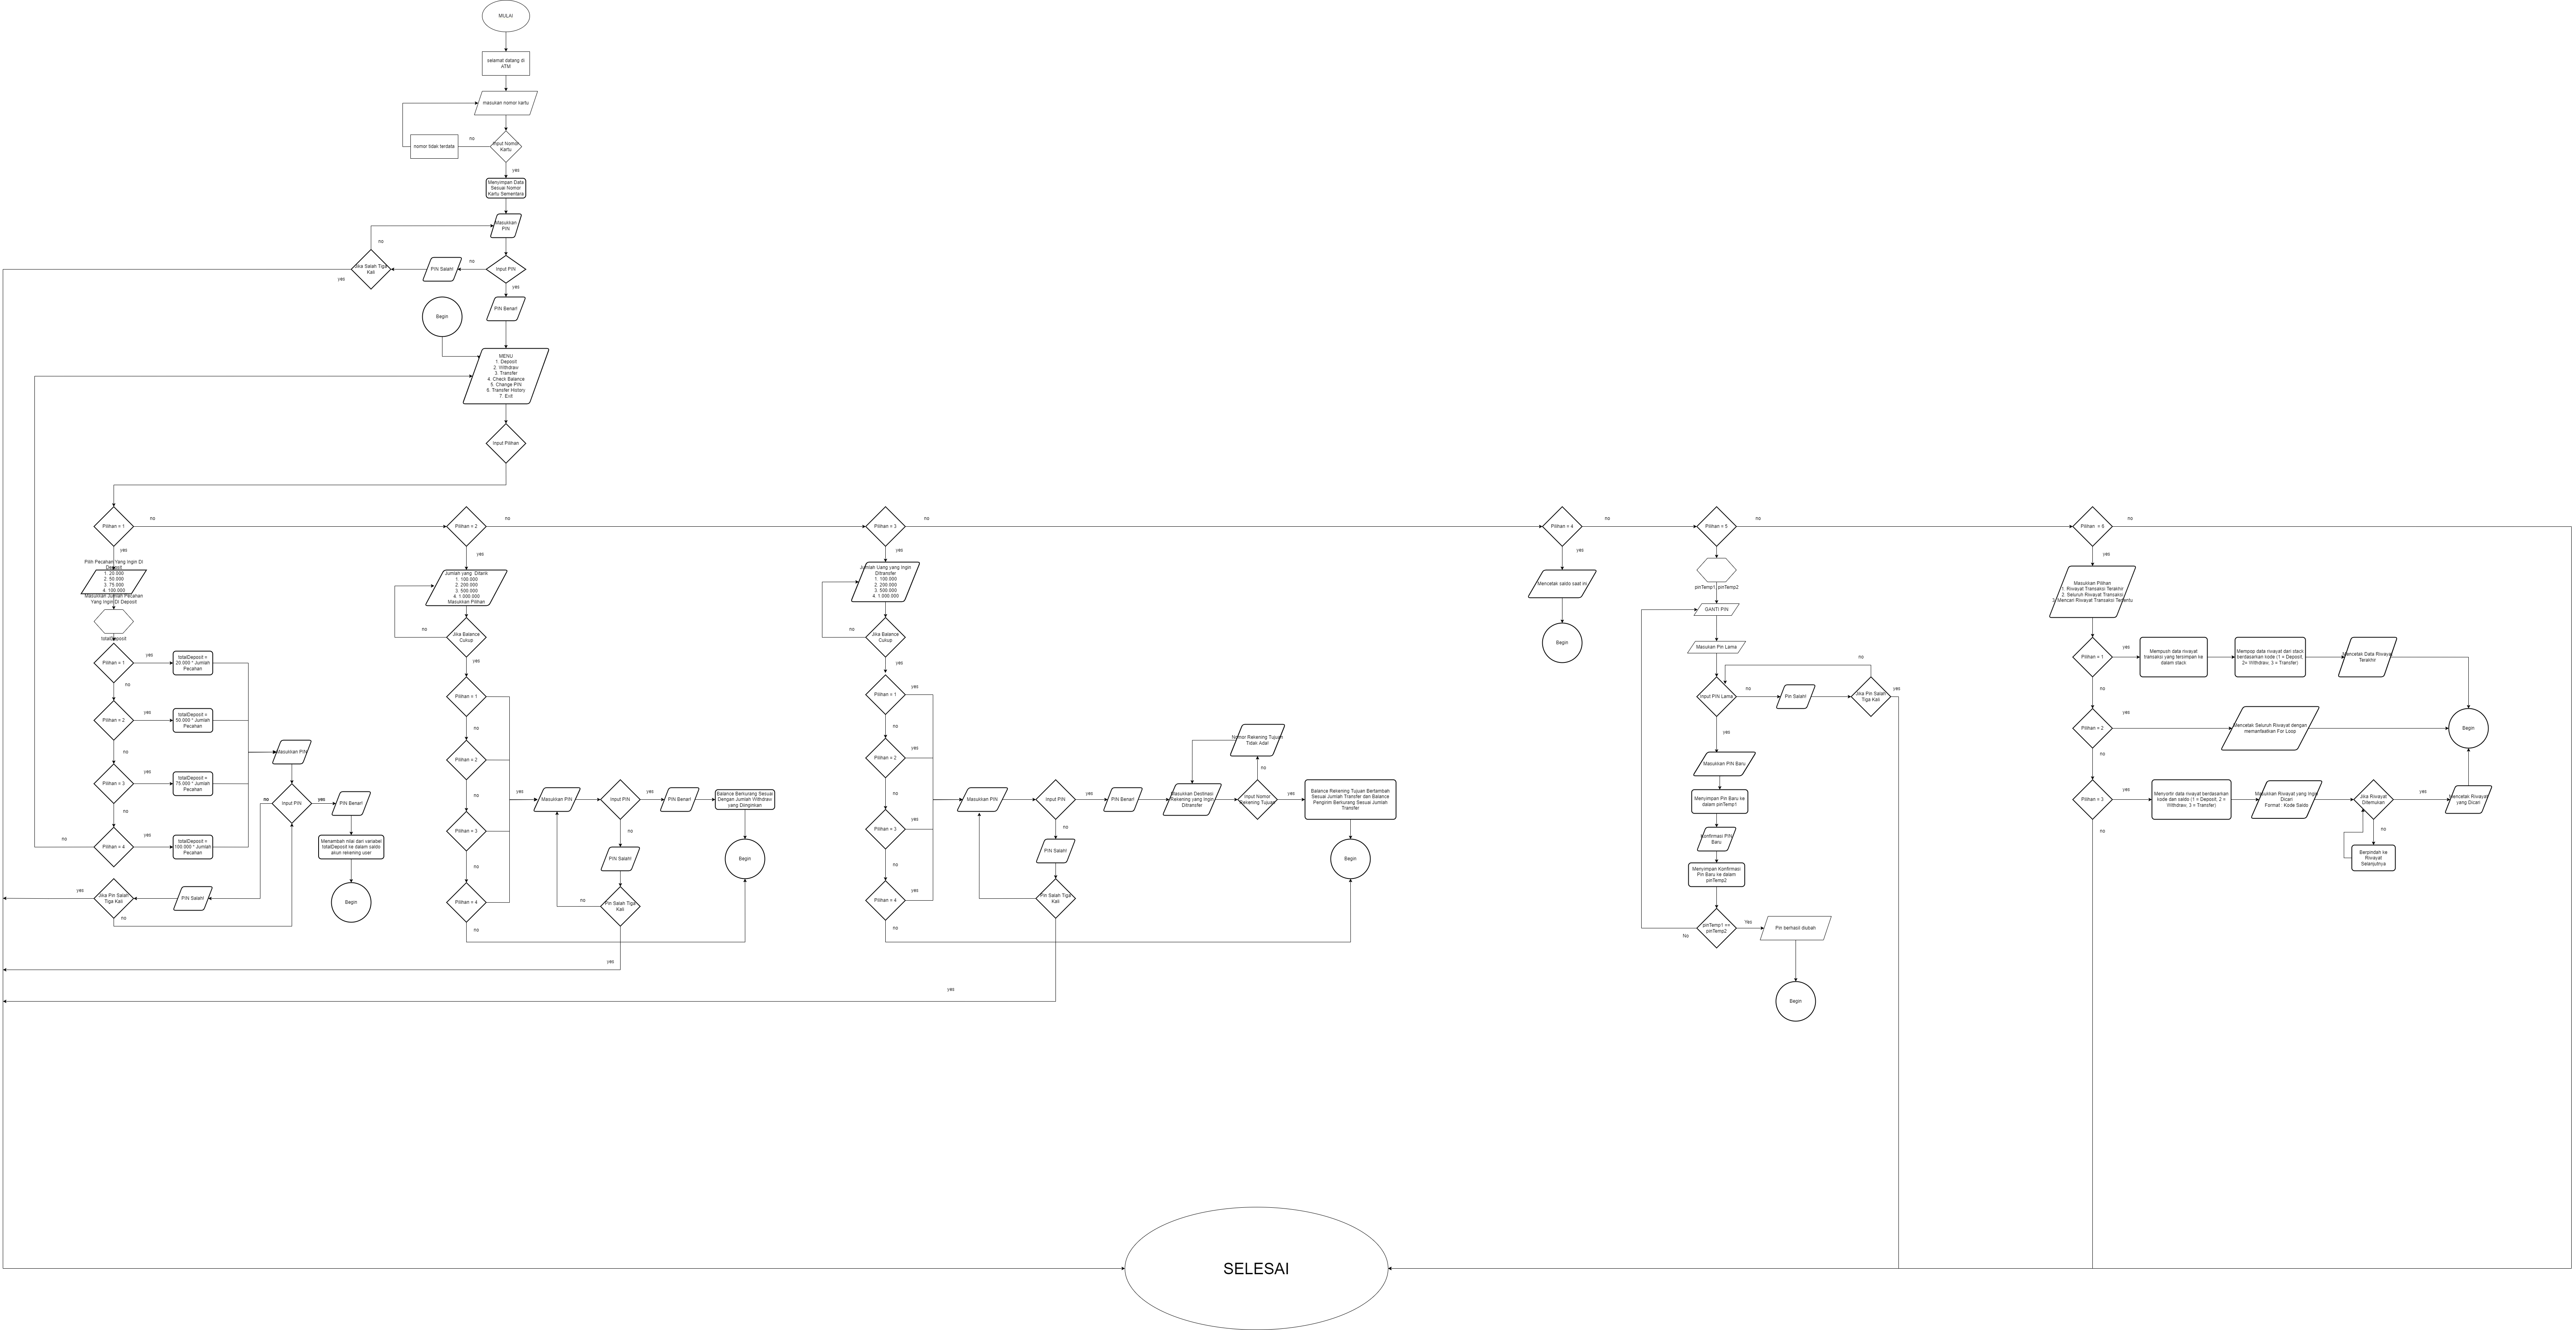 MULAI
selamat datang di
ATM
masukan nomor kartu
Input Nomor
Kartu
no
nomor tidak terdata
yes
Menyimpan Data
Sesuai Nomor
Kartu Sementara
Masukkan
PIN
Input PIN
no
PIN Salah!
Jika Salah Tiga
Kali
no
yes
yes
PIN Benar!
Begin
MENU
1. Deposit
2. Withdraw
3. Transfer
4. Check Balance
5. Change PIN
6. Transfer History
7. Exit
Input Pilihan
Pilihan = 1
no
yes
Pilih Pecahan Yang Ingin Di
Deposit
1. 20.000
2. 50.000
3. 75.000
4. 100.000
Masukkan Jumlah Pecahan
Yang Ingin Di Deposit
totalDeposit
Pilihan = 1
yes
totalDeposit =
20.000 * Jumlah
Pecahan
no
Pilihan = 2
yes
totalDeposit =
50.000 * Jumlah
Pecahan
no
Pilihan = 3
yes
totalDeposit =
75.000 * Jumlah
Pecahan
no
Pilihan = 4
yes
totalDeposit =
100.000 * Jumlah
Pecahan
no
Masukkan PIN
Input PIN
no
yes
PIN Benar!
Menambah nilai dari variabel
totalDeposit ke dalam saldo
akun rekening user
Begin
PIN Salah!
Jika Pin Salah
Tiga Kali
yes
no
Pilihan = 2
no
yes
Jumlah yang Ditarik
1. 100.000
2. 200.000
3. 500.000
4. 1.000.000
Masukkan Pilihan
Jika Balance
Cukup
no
yes
Pilihan = 1
no
Pilihan = 2
no
Pilihan = 3
no
Pilihan = 4
no
yes
Masukkan PIN
Input PIN
yes
PIN Benar!
Balance Berkurang Sesuai
Dengan Jumlah Withdraw
yang Diinginkan
Begin
no
PIN Salah!
Pin Salah Tiga
Kali
no
yes
Pilihan = 3
no
yes
Jumlah Uang yang Ingin
Ditransfer
1. 100.000
2. 200.000
3. 500.000
4. 1.000.000
Jika Balance
Cukup
no
yes
Pilihan = 1
yes
no
Pilihan = 2
yes
no
Pilihan = 3
yes
no
Pilihan = 4
yes
no
Masukkan PIN
Input PIN
yes
PIN Benar!
no
PIN Salah!
Pin Salah Tiga
Kali
yes
Masukkan Destinasi
Rekening yang Ingin
Ditransfer
Input Nomor
Rekening Tujuan
no
Nomor Rekening Tujuan
Tidak Ada!
yes
Balance Rekening Tujuan Bertambah
Sesuai Jumlah Transfer dan Balance
Pengirim Berkurang Sesuai Jumlah
Transfer
Begin
Pilihan = 4
no
yes
Mencetak saldo saat ini
Begin
Pilihan = 5
no
pinTemp1, pinTemp2
GANTI PIN
Masukan Pin Lama
Input PIN Lama
no
Pin Salah!
Jika Pin Salah
Tiga Kali
no
yes
yes
Masukkan PIN Baru
Menyimpan Pin Baru ke
dalam pinTemp1
Konfirmasi PIN
Baru
Menyimpan Konfirmasi
Pin Baru ke dalam
pinTemp2
pinTemp1 ==
pinTemp2
No
Yes
Pin berhasil diubah
Begin
Pilihan = 6
no
yes
Masukkan Pilihan
1. Riwayat Transaksi Terakhir
2. Seluruh Riwayat Transaksi
3. Mencari Riwayat Transaksi Tertentu
Pilihan = 1
yes
Mempush data riwayat
transaksi yang tersimpan ke
dalam stack
Mempop data riwayat dari stack
berdasarkan kode (1 = Deposit,
2= Withdraw, 3 = Transfer)
Mencetak Data Riwayat
Terakhir
no
Pilihan = 2
yes
Mencetak Seluruh Riwayat dengan
memanfaatkan For Loop
Begin
no
Pilihan = 3
yes
Menyortir data riwayat berdasarkan
kode dan saldo (1 = Deposit, 2 =
Withdraw, 3 = Transfer)
Masukkan Riwayat yang Ingin
Dicari
Format : Kode Saldo
Jika Riwayat
Ditemukan
yes
Mencetak Riwayat
yang Dicari
no
Berpindah ke
Riwayat
Selanjutnya
no
SELESAI